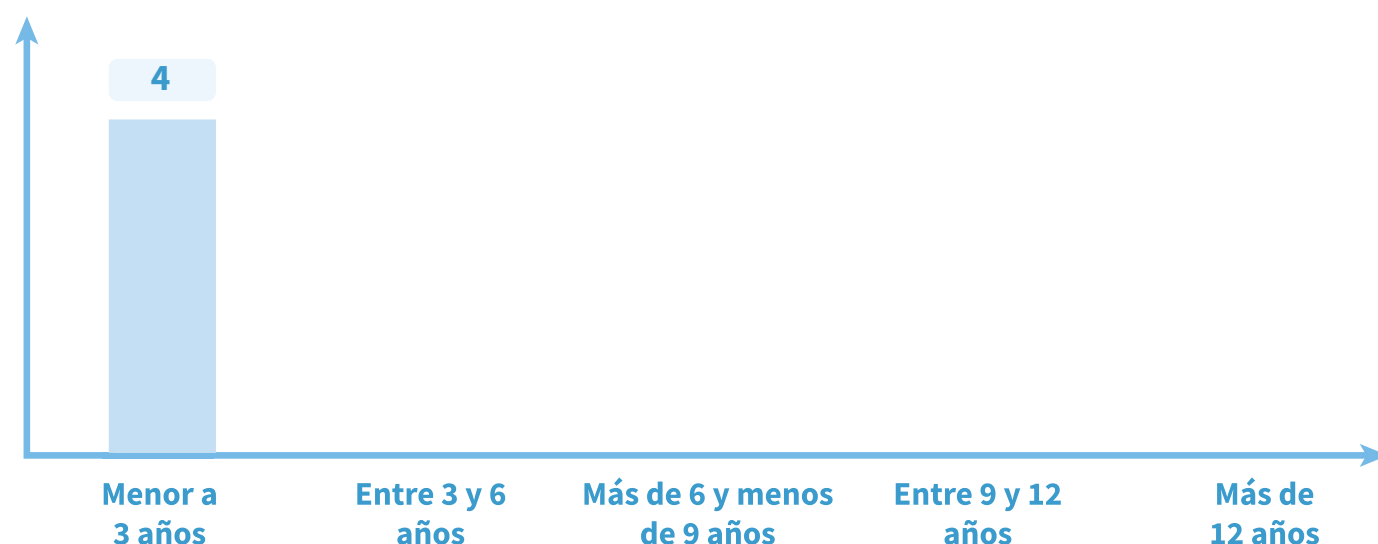 4
Menor a
3 años
Entre 3 y 6
años
Más de 6 y menos
de 9 años
Entre 9 y 12
años
Más de
12 años